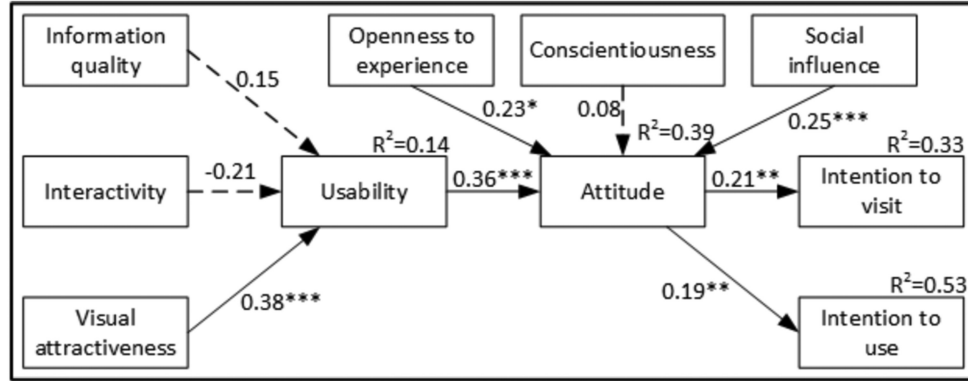 Information
quality
Openness to
experience
Conscientiousness
Social
influence
0.15
0.23*
0.08
0.25***
R²=0.14
R²=0.39
R²=0.33
Interactivity
-0.21
Usability
0.36***
Attitude
0.21**
Intention to
visit
0.38***
0.19**
R²=0.53
Visual
attractiveness
Intention to
use